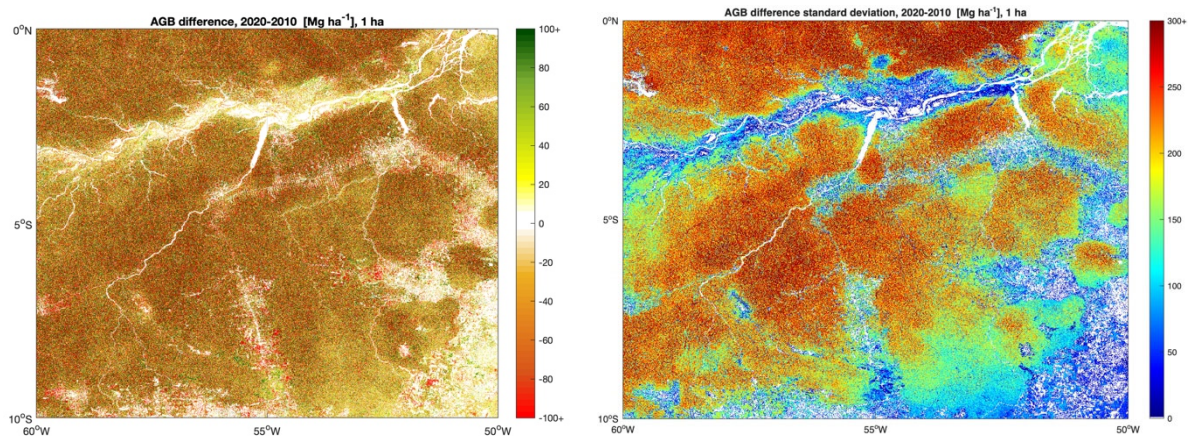 AGB difference, 2020-2010 [Mg ha⁻¹], 1 ha
0°N
5°S
10°S
60°W
55°W
50°W
100+
80
60
40
20
0
-20
-40
-60
-80
-100+
AGB difference standard deviation, 2020-2010 [Mg ha⁻¹], 1 ha
0°N
5°S
10°S
60°W
55°W
50°W
300+
250
200
150
100
50
0